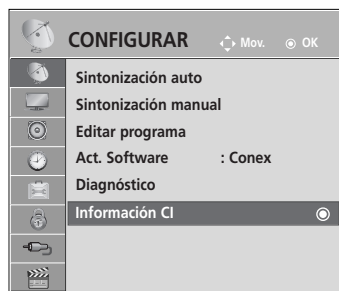 CONFIGURAR Mov. OK
Sintonización auto
Sintonización manual
Editar programa
Act. Software : Conex
Diagnóstico
Información CI